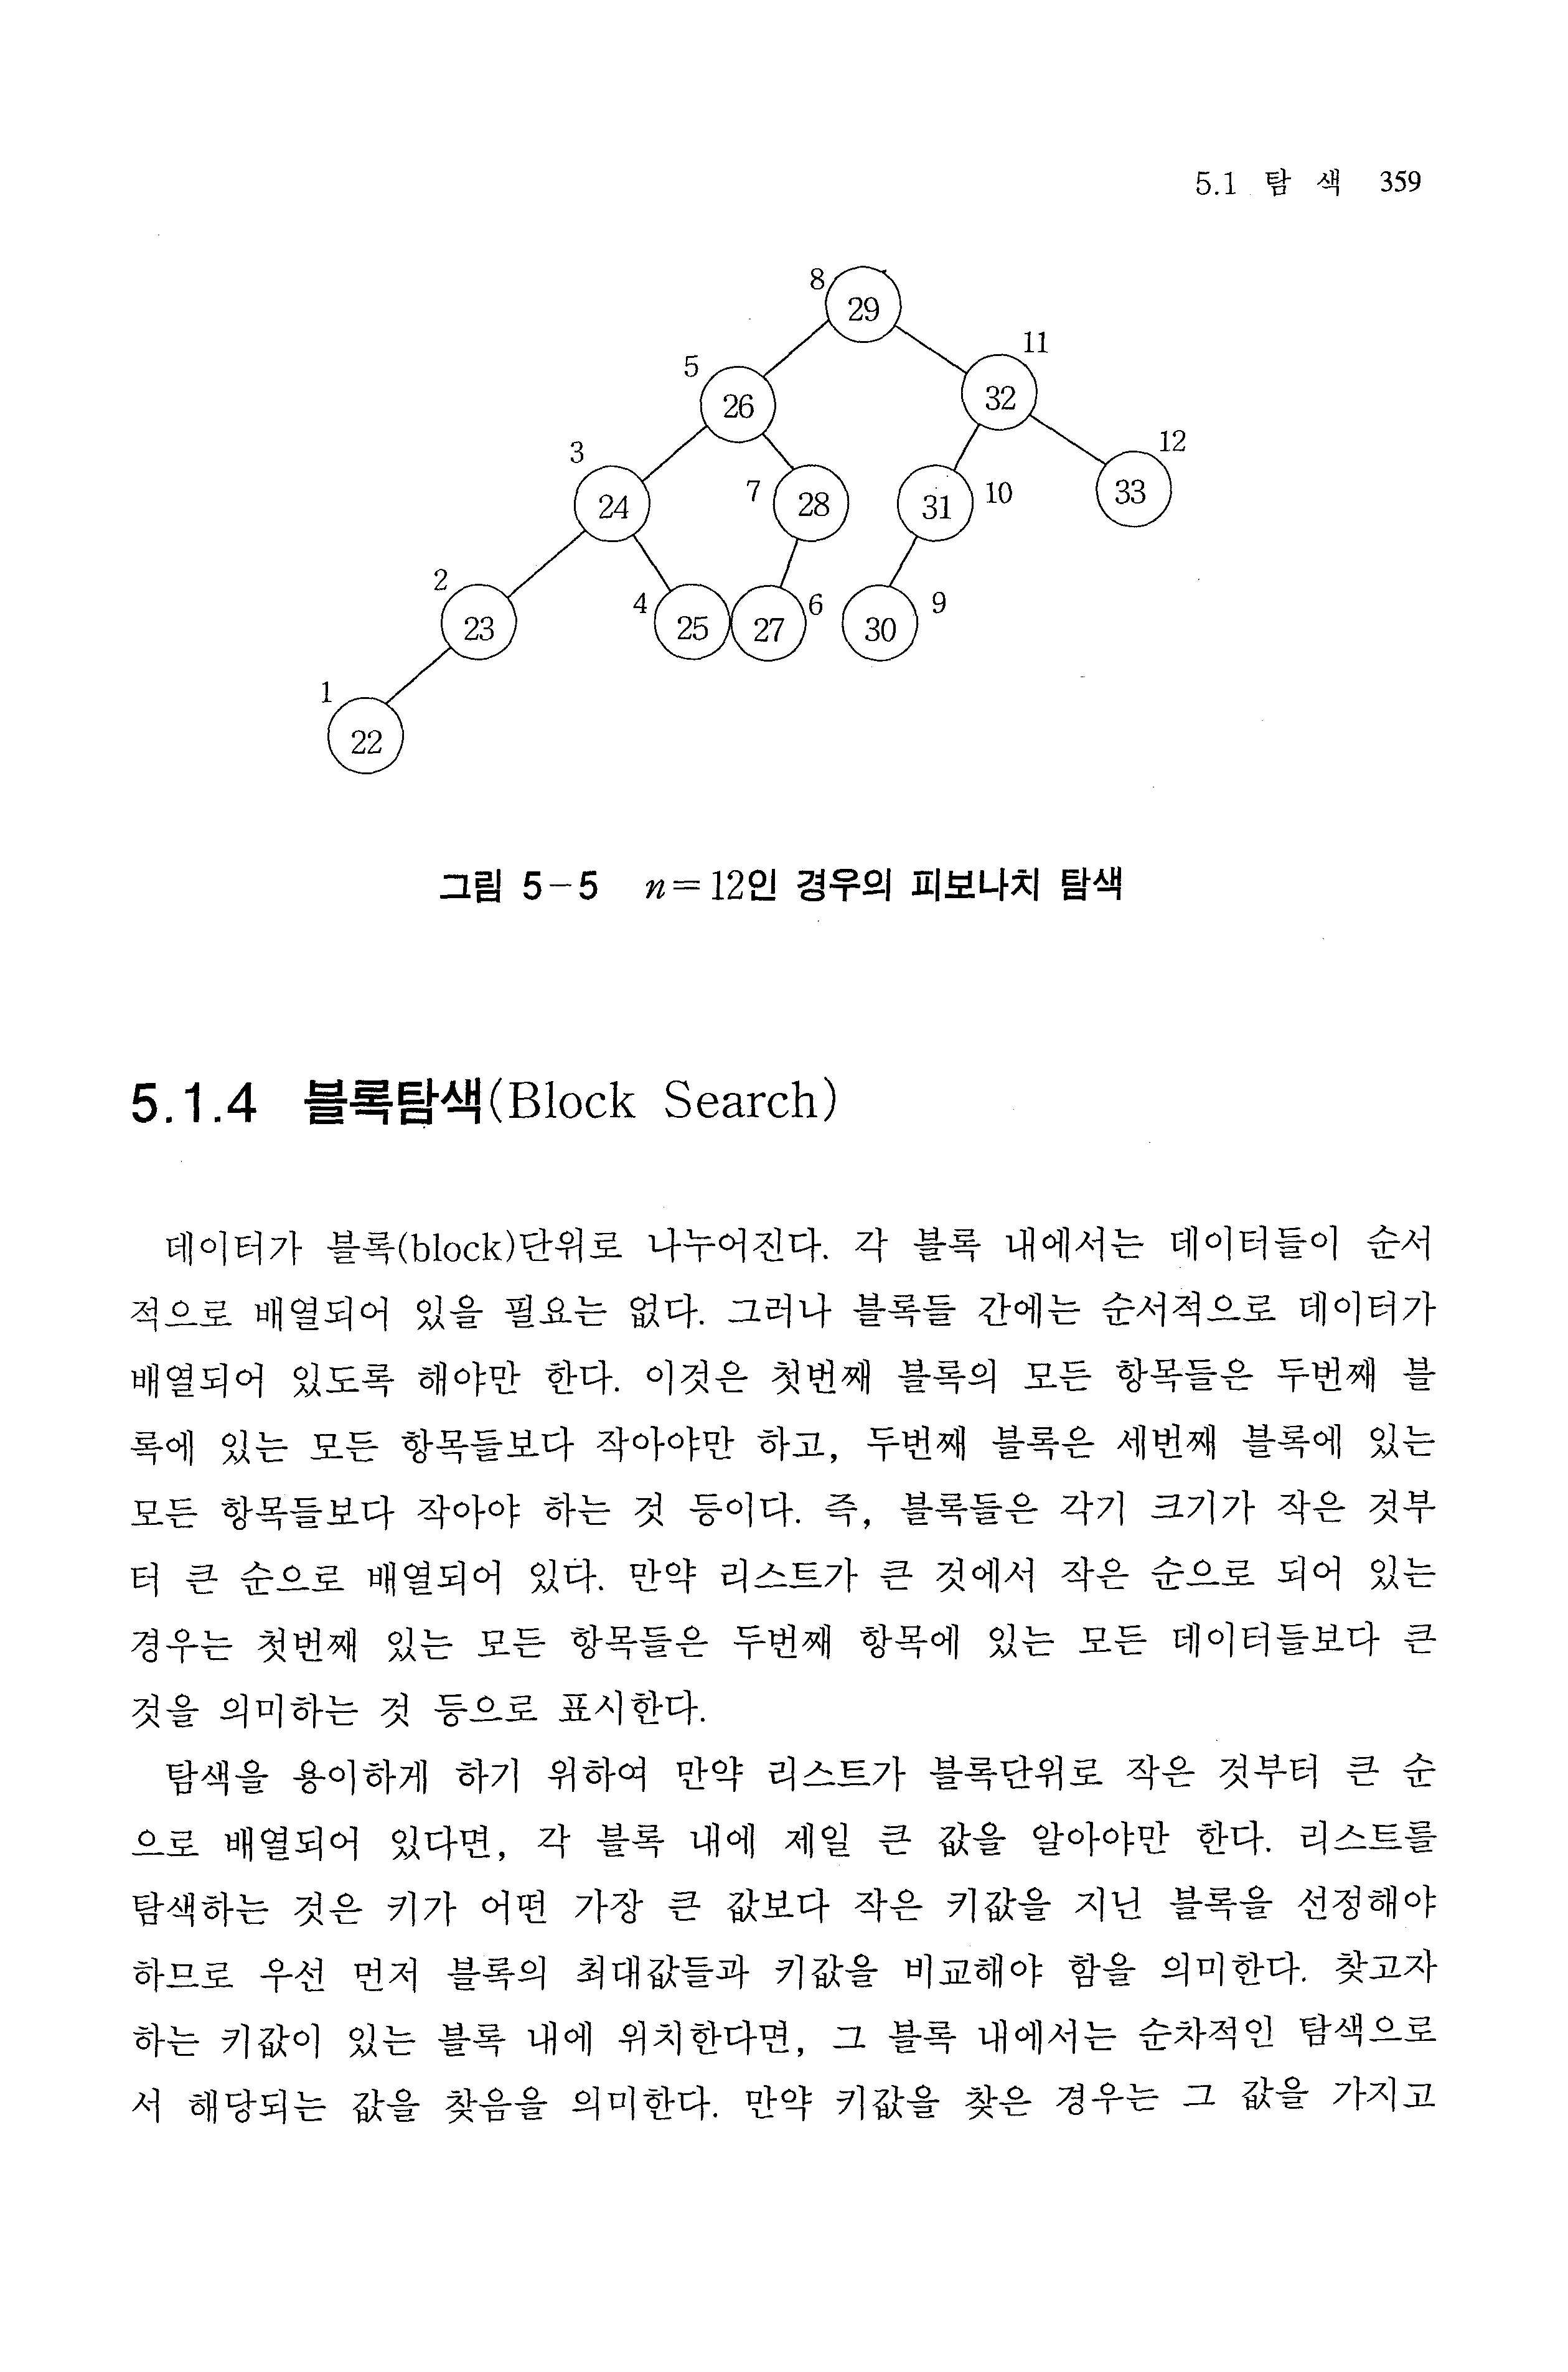 5.1 탐 색 359
8
29
11
5
32
26
12
3
33
7
28
31
10
24
2
4
6
9
23
25
27
30
1
22
그림 5-5 n=12인 경우의 피보나치 탐색
5.1.4 블록탐색(Block Search)
데이터가 블록(block)단위로 나누어진다. 각 블록 내에서는 데이터들이 순서
적으로 배열되어 있을 필요는 없다. 그러나 블록들 간에는 순서적으로 데이터가
배열되어 있도록 해야만 한다. 이것은 첫번째 블록의 모든 항목들은 두번째 블
록에 있는 모든 항목들보다 작아야만 하고, 두번째 블록은 세번째 블록에 있는
모든 항목들보다 작아야 하는 것 등이다. 즉, 블록들은 각기 크기가 작은 것부
터 큰 순으로 배열되어 있다. 만약 리스트가 큰 것에서 작은 순으로 되어 있는
경우는 첫번째 있는 모든 항목들은 두번째 항목에 있는 모든 데이터들보다 큰
것을 의미하는 것 등으로 표시한다.
탐색을 용이하게 하기 위하여 만약 리스트가 블록단위로 작은 것부터 큰 순
으로 배열되어 있다면, 각 블록 내에 제일 큰 값을 알아야만 한다. 리스트를
탐색하는 것은 키가 어떤 가장 큰 값보다 작은 키값을 지닌 블록을 선정해야
하므로 우선 먼저 블록의 최대값들과 키값을 비교해야 함을 의미한다. 찾고자
하는 키값이 있는 블록 내에 위치한다면, 그 블록 내에서는 순차적인 탐색으로
서 해당되는 값을 찾음을 의미한다. 만약 키값을 찾은 경우는 그 값을 가지고